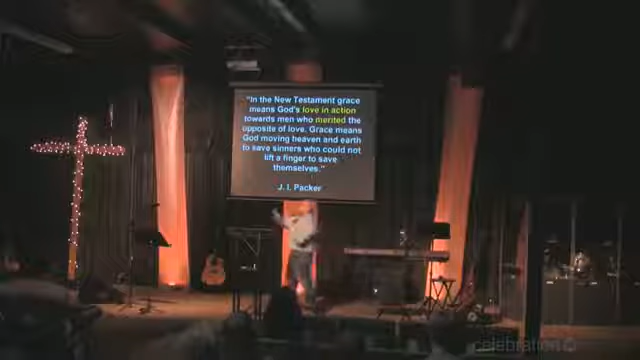 "In the New Testament grace
means God's love in action
towards men who merited the
opposite of love. Grace means
God moving heaven and earth
to save sinners who could not
lift a finger to save
themselves."
J. I. Packer
celebration